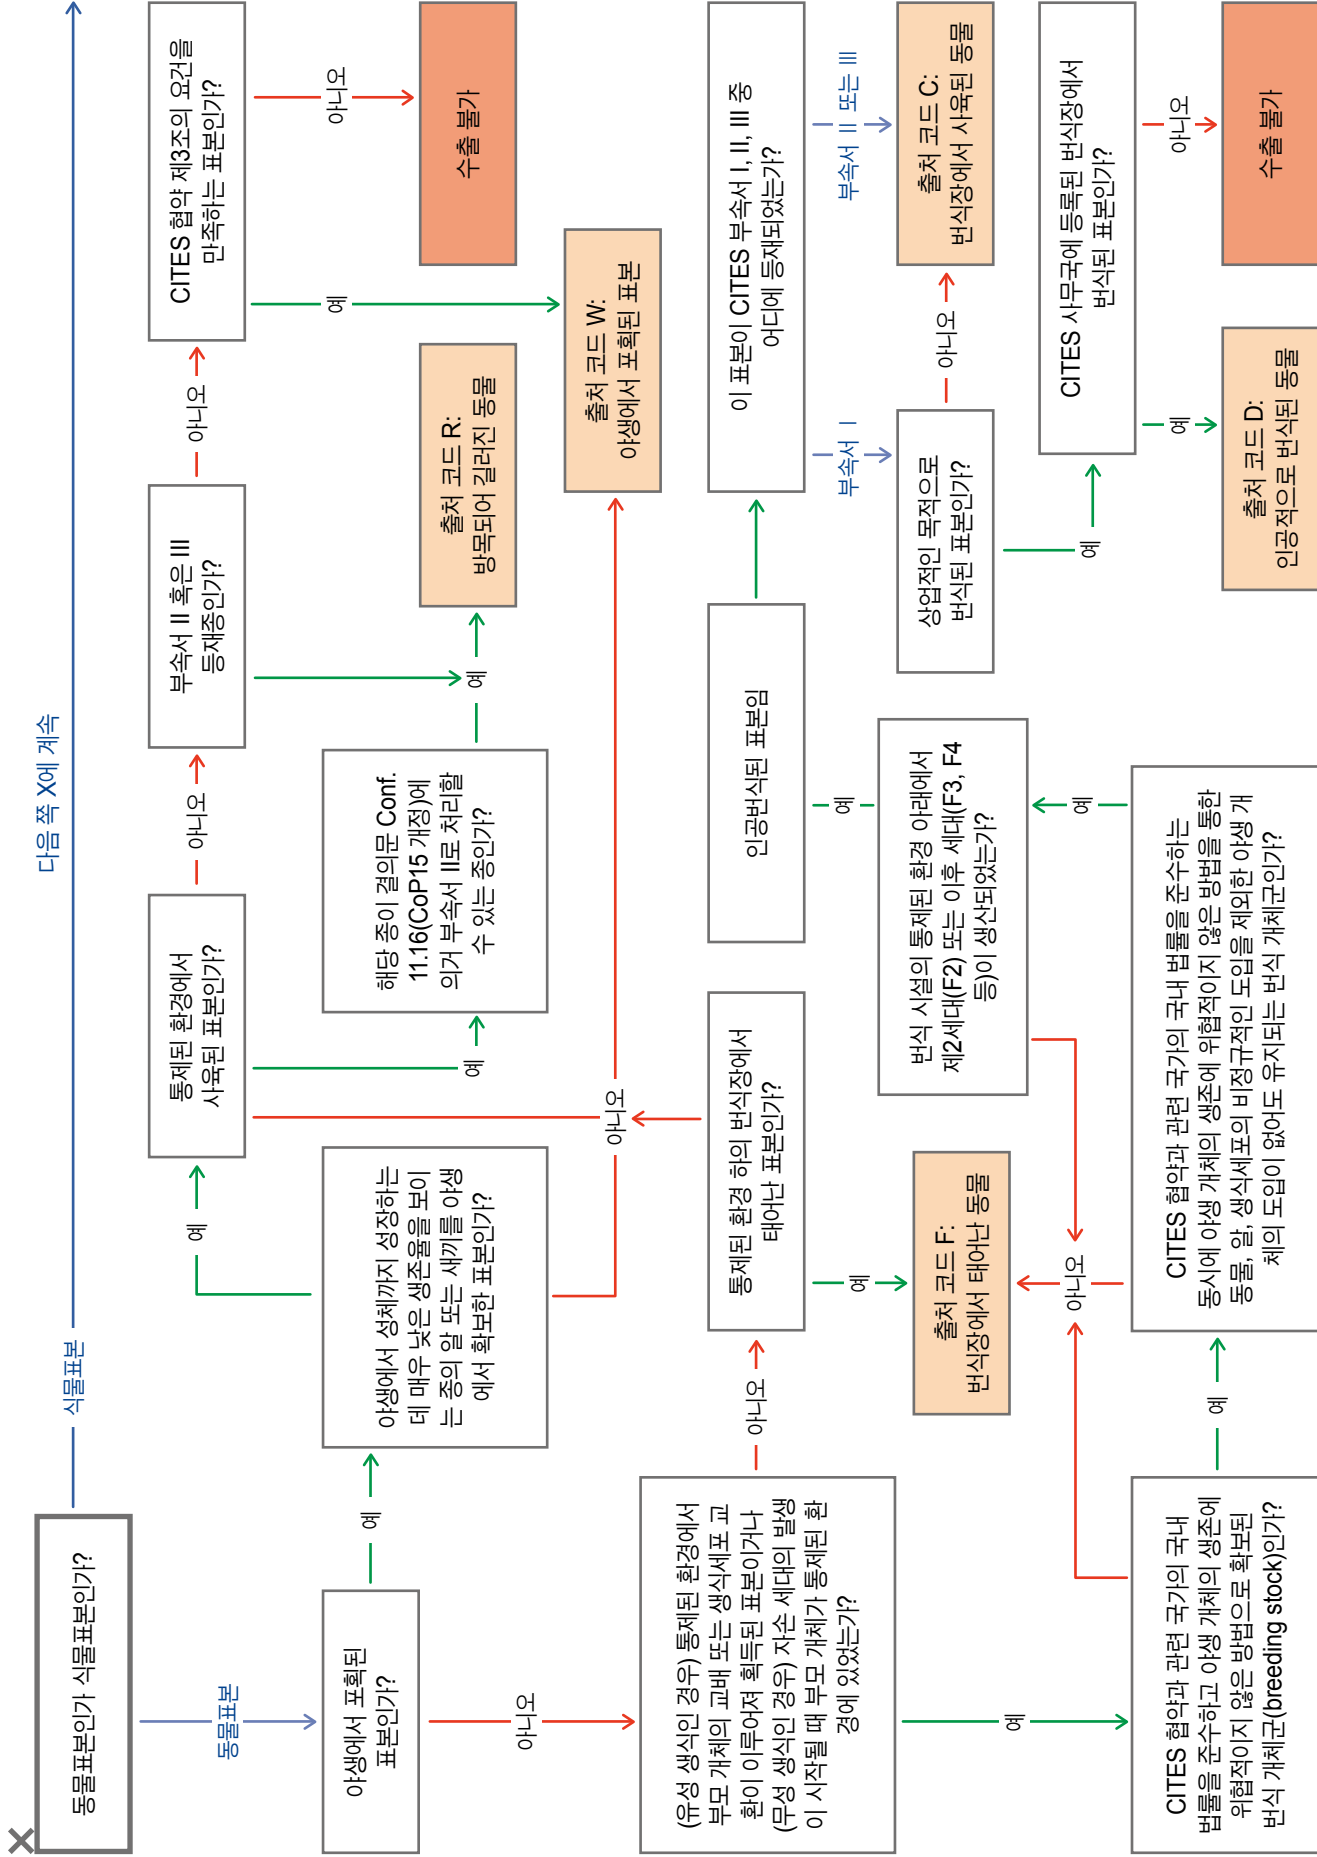 X
동물표본인가 식물표본인가?
식물표본
다음 쪽 X에 계속
동물표본
야생에서 포획된
표본인가?
예
야생에서 성체까지 성장하는
데 매우 낮은 생존율을 보이
는 종의 알 또는 새끼를 야생
에서 확보한 표본인가?
예
통제된 환경에서
사육된 표본인가?
아니오
부속서 II 혹은 III
등재종인가?
아니오
CITES 협약 제3조의 요건을
만족하는 표본인가?
아니오
수출 불가
예
해당 종이 결의문 Conf.
11.16(CoP15 개정)에
의거 부속서 II로 처리할
수 있는 종인가?
예
출처 코드 R:
방목되어 길러진 동물
예
출처 코드 W:
야생에서 포획된 표본
아니오
아니오
(유성 생식인 경우) 통제된 환경에서
부모 개체의 교배 또는 생식세포 교
환이 이루어져 획득된 표본이거나
(무성 생식인 경우) 자손 세대의 발생
이 시작될 때 부모 개체가 통제된 환
경에 있었는가?
아니오
통제된 환경 하의 번식장에서
태어난 표본인가?
예
출처 코드 F:
번식장에서 태어난 동물
예
CITES 협약과 관련 국가의 국내
법률을 준수하고 야생 개체의 생존에
위협적이지 않은 방법으로 확보된
번식 개체군(breeding stock)인가?
예
아니오
CITES 협약과 관련 국가의 국내 법률을 준수하는
동시에 야생 개체의 생존에 위협적이지 않은 방법을 통한
동물, 알, 생식세포의 비정규적인 도입을 제외한 야생 개
체의 도입이 없어도 유지되는 번식 개체군인가?
예
번식 시설의 통제된 환경 아래에서
제2세대(F2) 또는 이후 세대(F3, F4
등)이 생산되었는가?
예
인공번식된 표본임
이 표본이 CITES 부속서 I, II, III 중
어디에 등재되었는가?
부속서 I
부속서 II 또는 III
상업적인 목적으로
번식된 표본인가?
아니오
출처 코드 C:
번식장에서 사육된 동물
예
CITES 사무국에 등록된 번식장에서
번식된 표본인가?
예
아니오
출처 코드 D:
인공적으로 번식된 동물
수출 불가